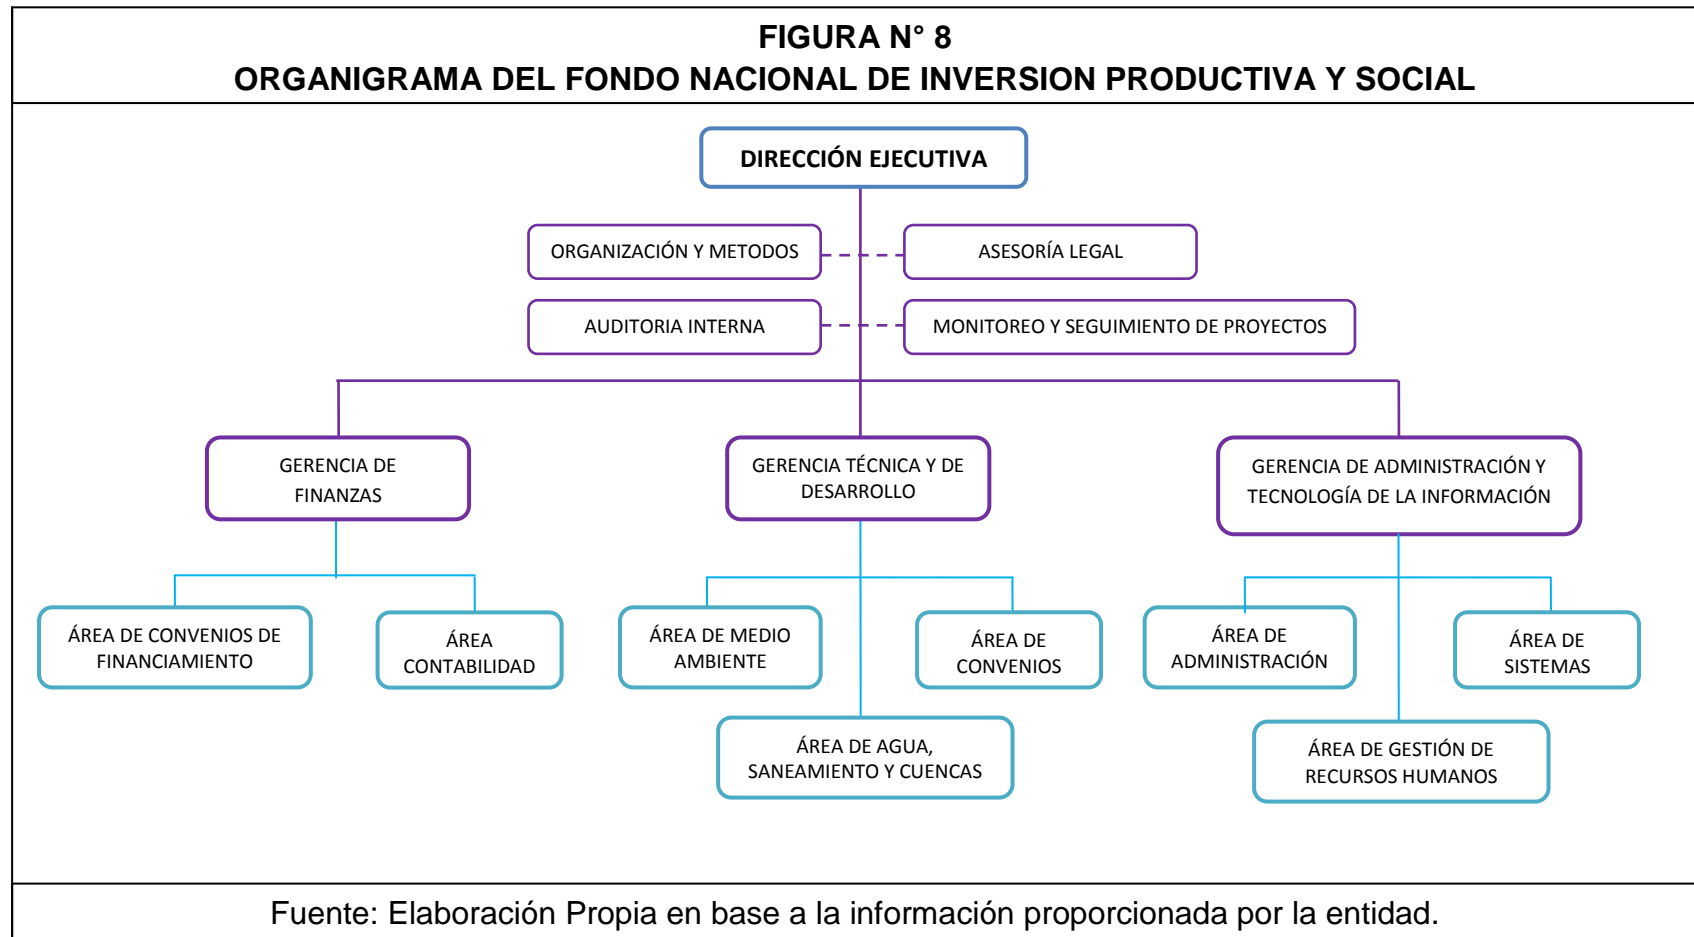 FIGURA N° 8
ORGANIGRAMA DEL FONDO NACIONAL DE INVERSION PRODUCTIVA Y SOCIAL
DIRECCIÓN EJECUTIVA
ORGANIZACIÓN Y METODOS
ASESORÍA LEGAL
AUDITORIA INTERNA
MONITOREO Y SEGUIMIENTO DE PROYECTOS
GERENCIA DE
FINANZAS
GERENCIA TÉCNICA Y DE
DESARROLLO
GERENCIA DE ADMINISTRACIÓN Y
TECNOLOGÍA DE LA INFORMACIÓN
ÁREA DE CONVENIOS DE
FINANCIAMIENTO
ÁREA
CONTABILIDAD
ÁREA DE MEDIO
AMBIENTE
ÁREA DE
CONVENIOS
ÁREA DE
ADMINISTRACIÓN
ÁREA DE
SISTEMAS
ÁREA DE AGUA,
SANEAMIENTO Y CUENCAS
ÁREA DE GESTIÓN DE
RECURSOS HUMANOS
Fuente: Elaboración Propia en base a la información proporcionada por la entidad.